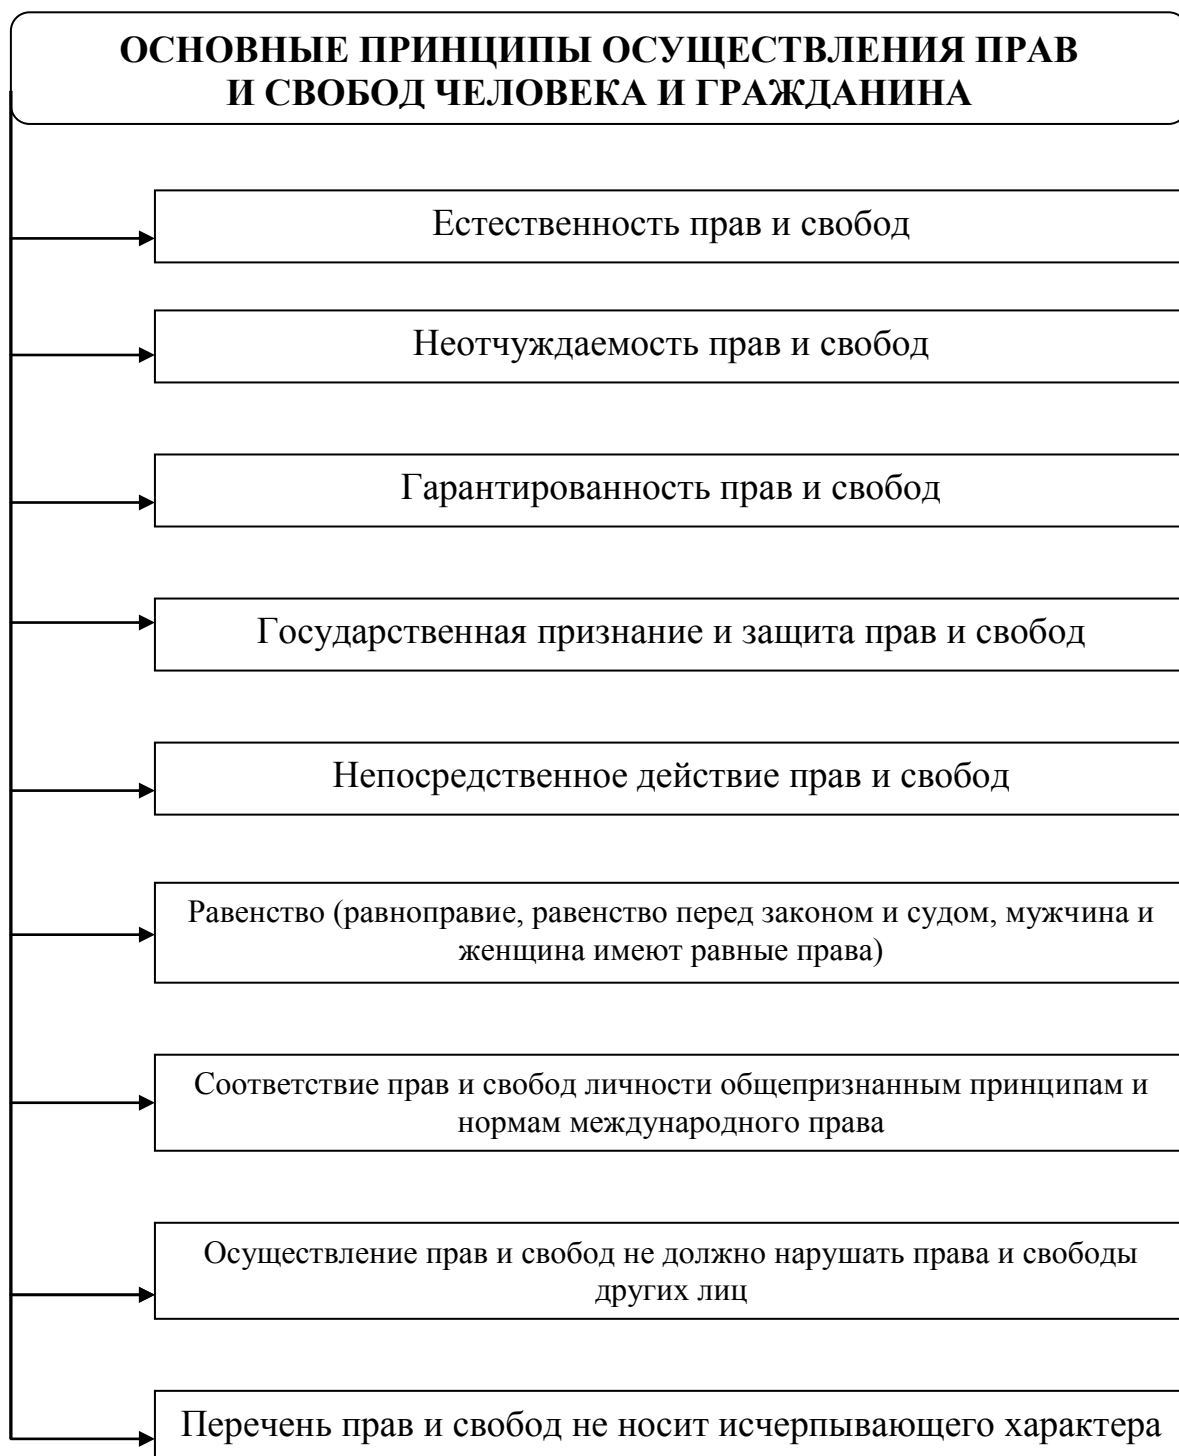 ОСНОВНЫЕ ПРИНЦИПЫ ОСУЩЕСТВЛЕНИЯ ПРАВ
И СВОБОД ЧЕЛОВЕКА И ГРАЖДАНИНА
Естественность прав и свобод
Неотчуждаемость прав и свобод
Гарантированность прав и свобод
Государственная признание и защита прав и свобод
Непосредственное действие прав и свобод
Равенство (равноправие, равенство перед законом и судом, мужчина и
женщина имеют равные права)
Соответствие прав и свобод личности общепризнанным принципам и
нормам международного права
Осуществление прав и свобод не должно нарушать права и свободы
других лиц
Перечень прав и свобод не носит исчерпывающего характера